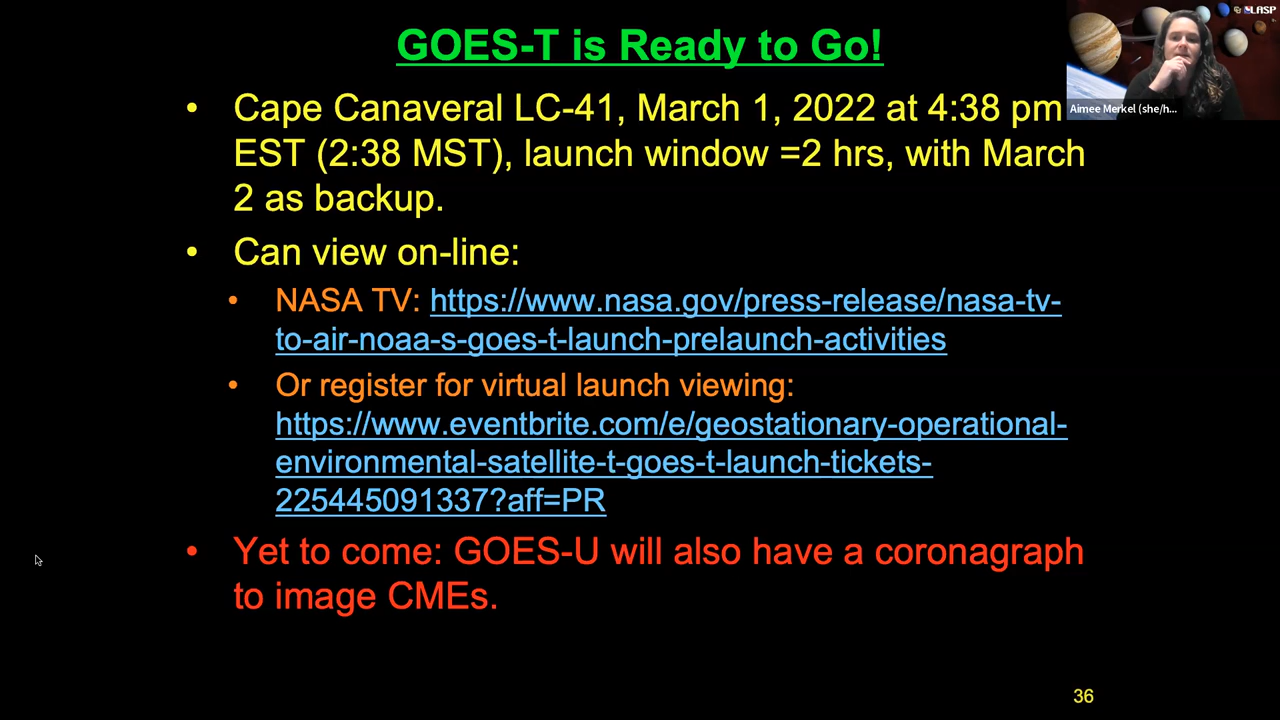 GOES-T is Ready to Go!
• Cape Canaveral LC-41, March 1, 2022 at 4:38 pm
EST (2:38 MST), launch window =2 hrs, with March
2 as backup.
• Can view on-line:
• NASA TV: https://www.nasa.gov/press-release/nasa-tv-
to-air-noaa-s-goes-t-launch-prelaunch-activities
• Or register for virtual launch viewing:
https://www.eventbrite.com/e/geostationary-operational-
environmental-satellite-t-goes-t-launch-tickets-
225445091337?aff=PR
• Yet to come: GOES-U will also have a coronagraph
to image CMEs.
36
LASP
Aimee Merkel (she/h...